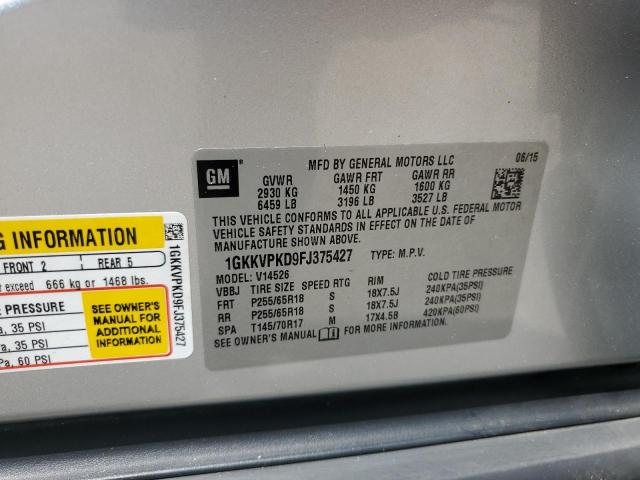 GM
MFD BY GENERAL MOTORS LLC
06/15
GVWR GAWR FRT GAWR RR
2930 KG 1450 KG 1600 KG
6459 LB 3196 LB 3527 LB
THIS VEHICLE CONFORMS TO ALL APPLICABLE U.S. FEDERAL MOTOR
VEHICLE SAFETY STANDARDS IN EFFECT ON THE DATE OF
MANUFACTURE SHOWN ABOVE.
1GKKVPKD9FJ375427 TYPE: M.P.V.
MODEL: V14526
VBBJ TIRE SIZE SPEED RTG RIM COLD TIRE PRESSURE
FRT P255/65R18 S 18X7.5J 240KPA(35PSI)
RR P255/65R18 S 18X7.5J 240KPA(35PSI)
SPA T145/70R17 M 17X4.5B 420KPA(60PSI)
SEE OWNER'S MANUAL
G INFORMATION
FRONT 2 REAR 5
exceed 666 kg or 1468 lbs.
PRESSURE
a, 35 PSI
a, 35 PSI
Pa, 60 PSI
SEE OWNER'S
MANUAL FOR
ADDITIONAL
INFORMATION
1GKKVPKD9FJ375427